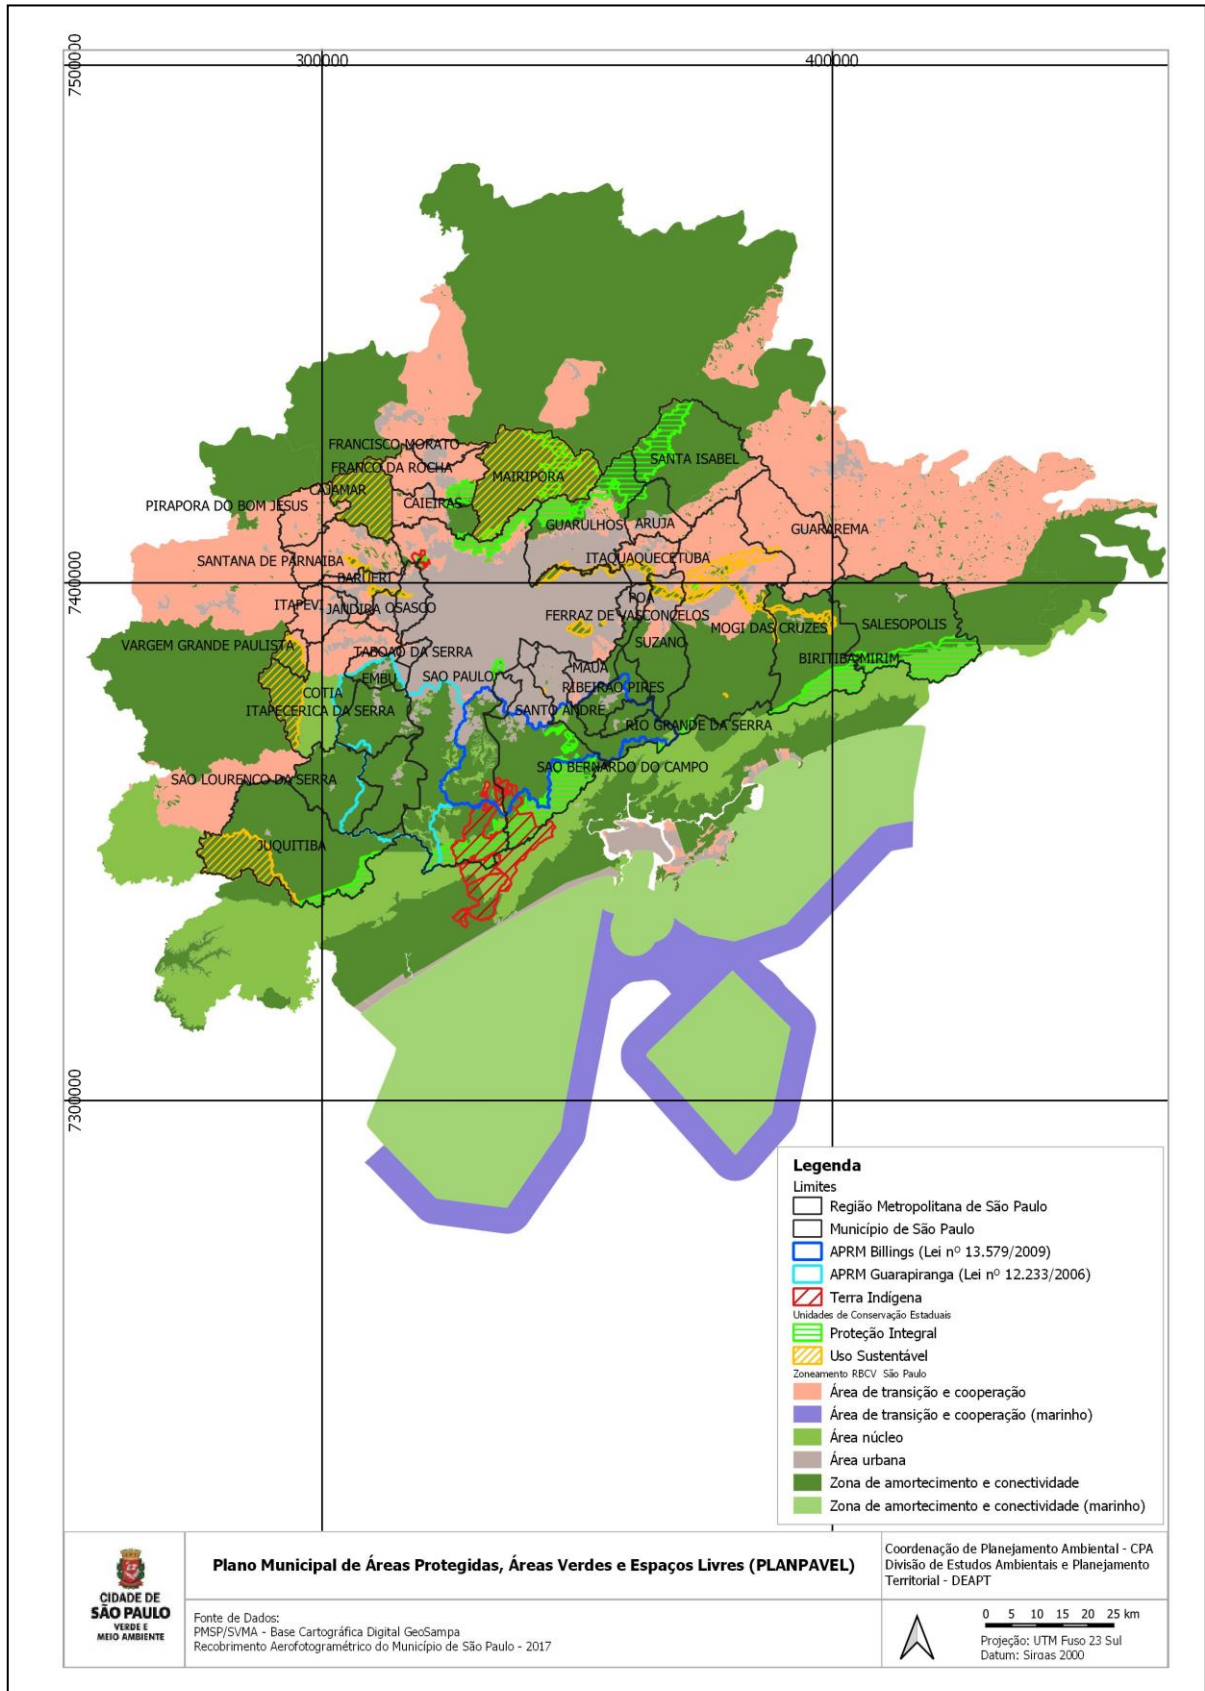 300000
400000
7500000
FRANCISCO MORATO
FRANCO DA ROCHA
MAIRIPORA
SANTA ISABEL
CAJAMAR
PIRAPORA DO BOM JESUS
CAIEIRAS
GUARULHOS
ARUJA
GUARAREMA
SANTANA DE PARNAIBA
ITAQUAQUECETUBA
7400000
BARUERI
ITAPEVI
JANDIRA
OSASCO
POA
FERRAZ DE VASCONCELOS
MOGI DAS CRUZES
SALESOPOLIS
VARGEM GRANDE PAULISTA
TABOAO DA SERRA
SUZANO
BIRITIBA-MIRIM
EMBU
SAO PAULO
MAUA
RIBEIRAO PIRES
COTIA
ITAPECERICA DA SERRA
SANTO ANDRE
RIO GRANDE DA SERRA
SAO LOURENCO DA SERRA
SAO BERNARDO DO CAMPO
JUQUITIBA
7300000
Legenda
Limites
Região Metropolitana de São Paulo
Município de São Paulo
APRM Billings (Lei nº 13.579/2009)
APRM Guarapiranga (Lei nº 12.233/2006)
Terra Indígena
Unidades de Conservação Estaduais
Proteção Integral
Uso Sustentável
Zoneamento RBCV São Paulo
Área de transição e cooperação
Área de transição e cooperação (marinho)
Área núcleo
Área urbana
Zona de amortecimento e conectividade
Zona de amortecimento e conectividade (marinho)
CIDADE DE
SÃO PAULO
VERDE E
MEIO AMBIENTE
Plano Municipal de Áreas Protegidas, Áreas Verdes e Espaços Livres (PLANPAVEL)
Fonte de Dados:
PMSP/SVMA - Base Cartográfica Digital GeoSampa
Recobrimento Aerofotogramétrico do Município de São Paulo - 2017
Coordenação de Planejamento Ambiental - CPA
Divisão de Estudos Ambientais e Planejamento
Territorial - DEAPT
0 5 10 15 20 25 km
Projeção: UTM Fuso 23 Sul
Datum: Sirgas 2000